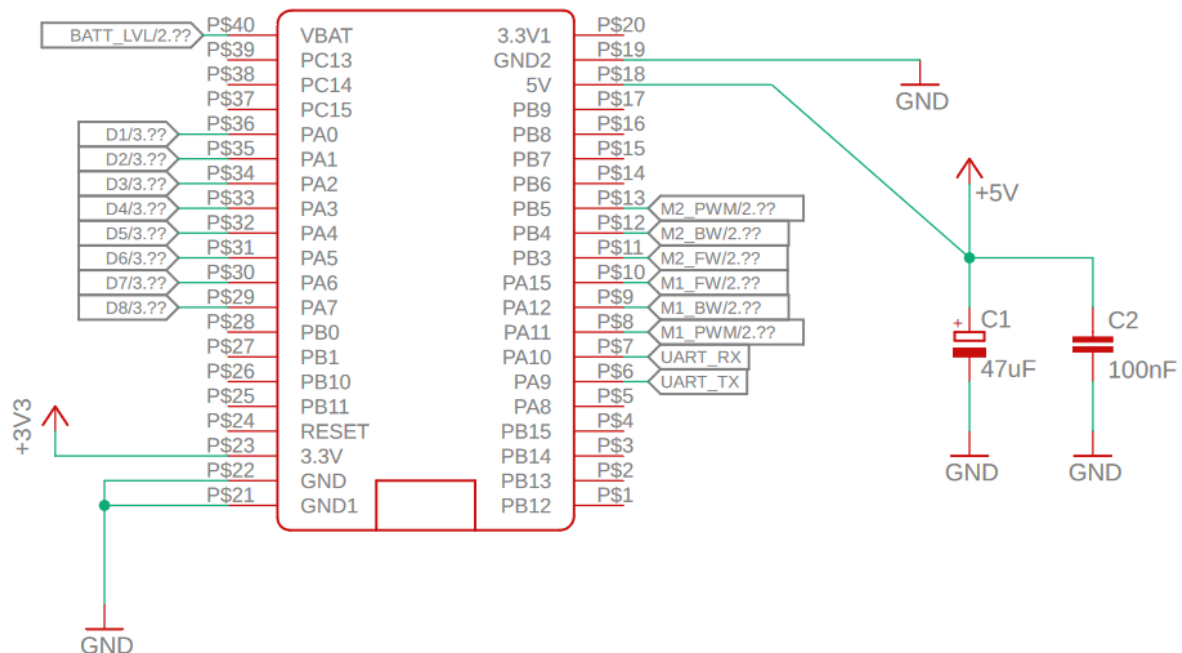 BATT_LVL/2.?? P$40 VBAT 3.3V1 P$20
P$39 PC13 GND2 P$19
P$38 PC14 5V P$18
P$37 PC15 PB9 P$17
GND
D1/3.?? P$36 PA0 PB8 P$16
D2/3.?? P$35 PA1 PB7 P$15
D3/3.?? P$34 PA2 PB6 P$14
+5V
D4/3.?? P$33 PA3 PB5 P$13 M2_PWM/2.??
D5/3.?? P$32 PA4 PB4 P$12 M2_BW/2.??
D6/3.?? P$31 PA5 PB3 P$11 M2_FW/2.??
D7/3.?? P$30 PA6 PA15 P$10 M1_FW/2.??
D8/3.?? P$29 PA7 PA12 P$9 M1_BW/2.??
+ C1 C2
P$28 PB0 PA11 P$8 M1_PWM/2.??
P$27 PB1 PA10 P$7 UART_RX
47uF 100nF
P$26 PB10 PA9 P$6 UART_TX
P$25 PB11 PA8 P$5
+3V3
P$24 RESET PB15 P$4
P$23 3.3V PB14 P$3
GND GND
P$22 GND PB13 P$2
P$21 GND1 PB12 P$1
GND